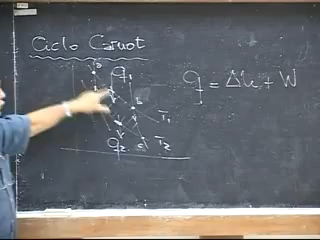 Ciclo Carnot
q = Δu + W
q1
T1
q2 T2